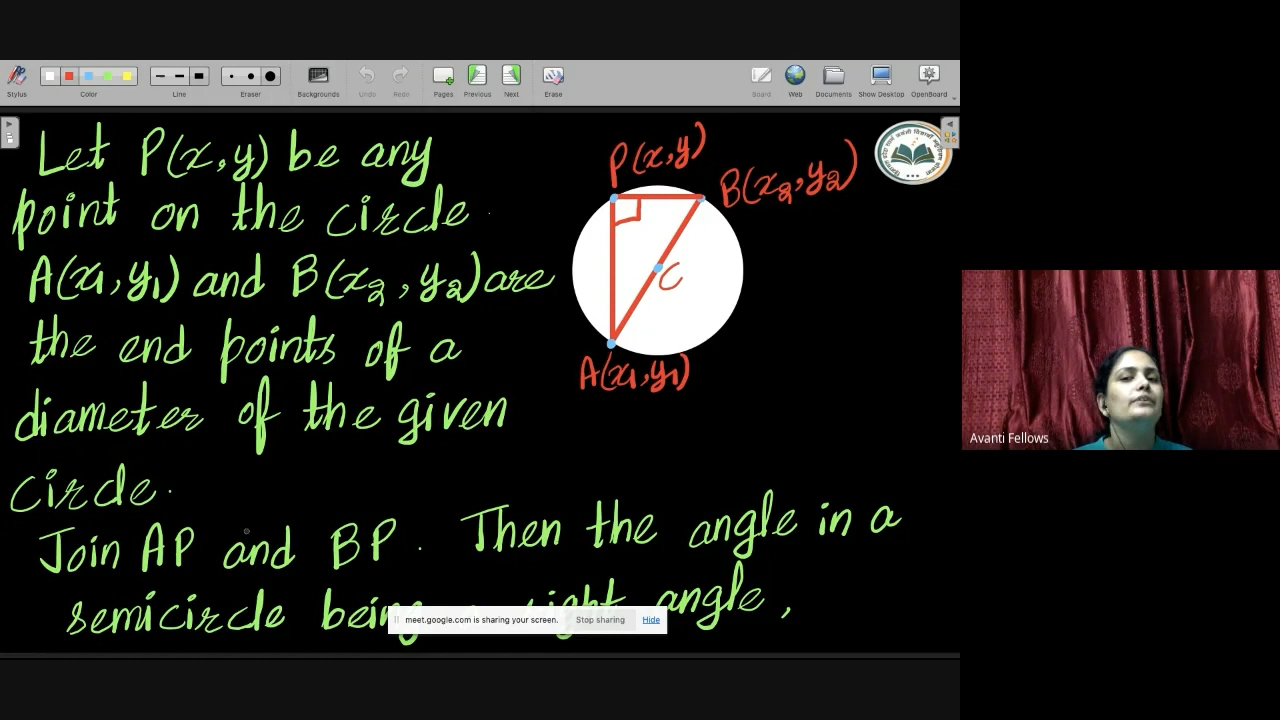 Stylus
Color
Line
Eraser
Backgrounds
Undo
Redo
Pages
Previous
Next
Erase
Board
Web
Documents
Show Desktop
OpenBoard
Let P(x,y) be any
point on the circle.
A(x1,y1) and B(x2,y2) are
the end points of a
diameter of the given
circle.
Join AP and BP. Then the angle in a
semicircle being right angle,
P(x,y)
B(x2,y2)
C
A(x1,y1)
meet.google.com is sharing your screen.
Stop sharing
Hide
Avanti Fellows